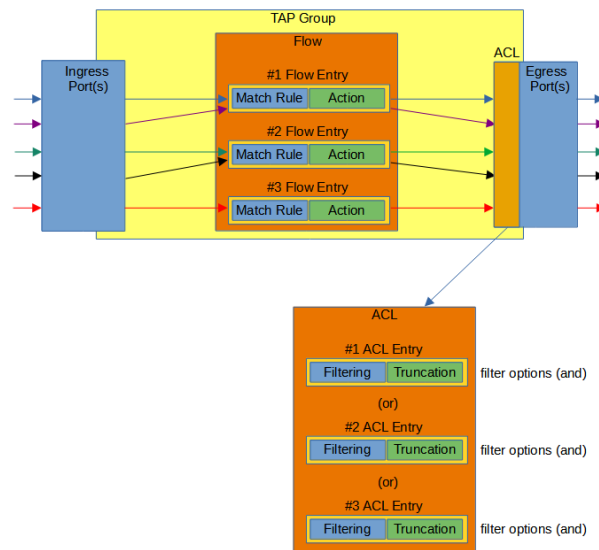 TAP Group
Flow
ACL
Ingress
Port(s)
Egress
Port(s)
#1 Flow Entry
Match Rule Action
#2 Flow Entry
Match Rule Action
#3 Flow Entry
Match Rule Action
ACL
#1 ACL Entry
Filtering Truncation filter options (and)
(or)
#2 ACL Entry
Filtering Truncation filter options (and)
(or)
#3 ACL Entry
Filtering Truncation filter options (and)